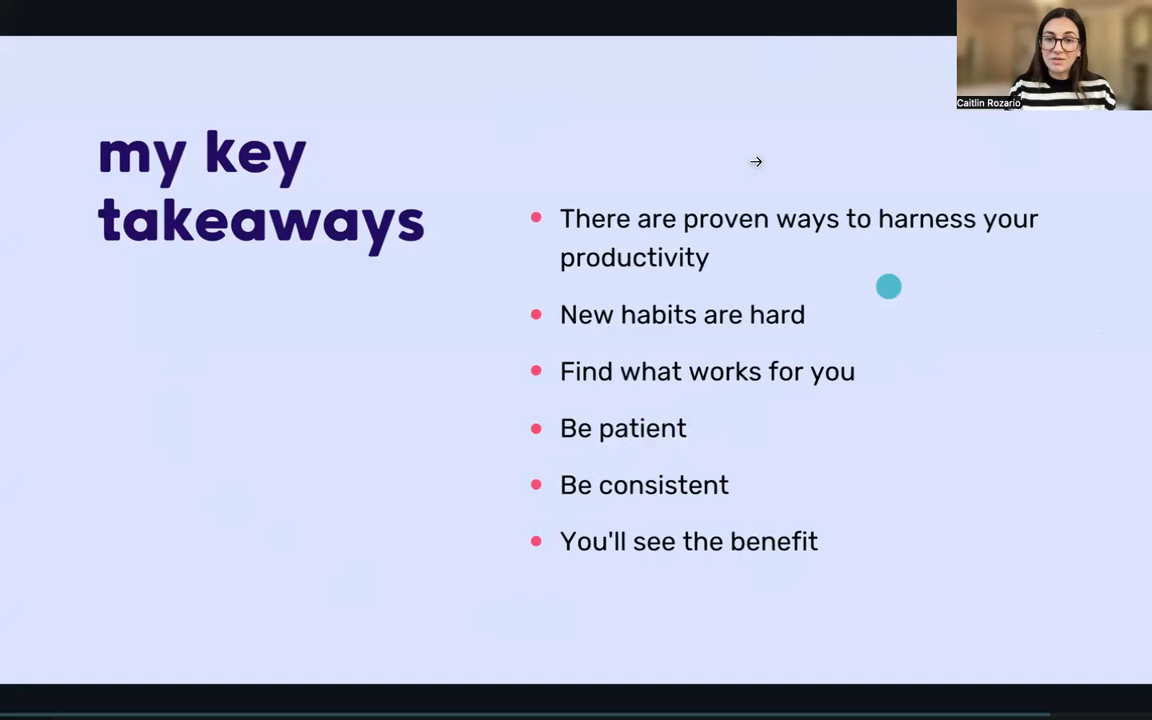 Caitlin Rozario
my key
takeaways
There are proven ways to harness your
productivity
New habits are hard
Find what works for you
Be patient
Be consistent
You'll see the benefit